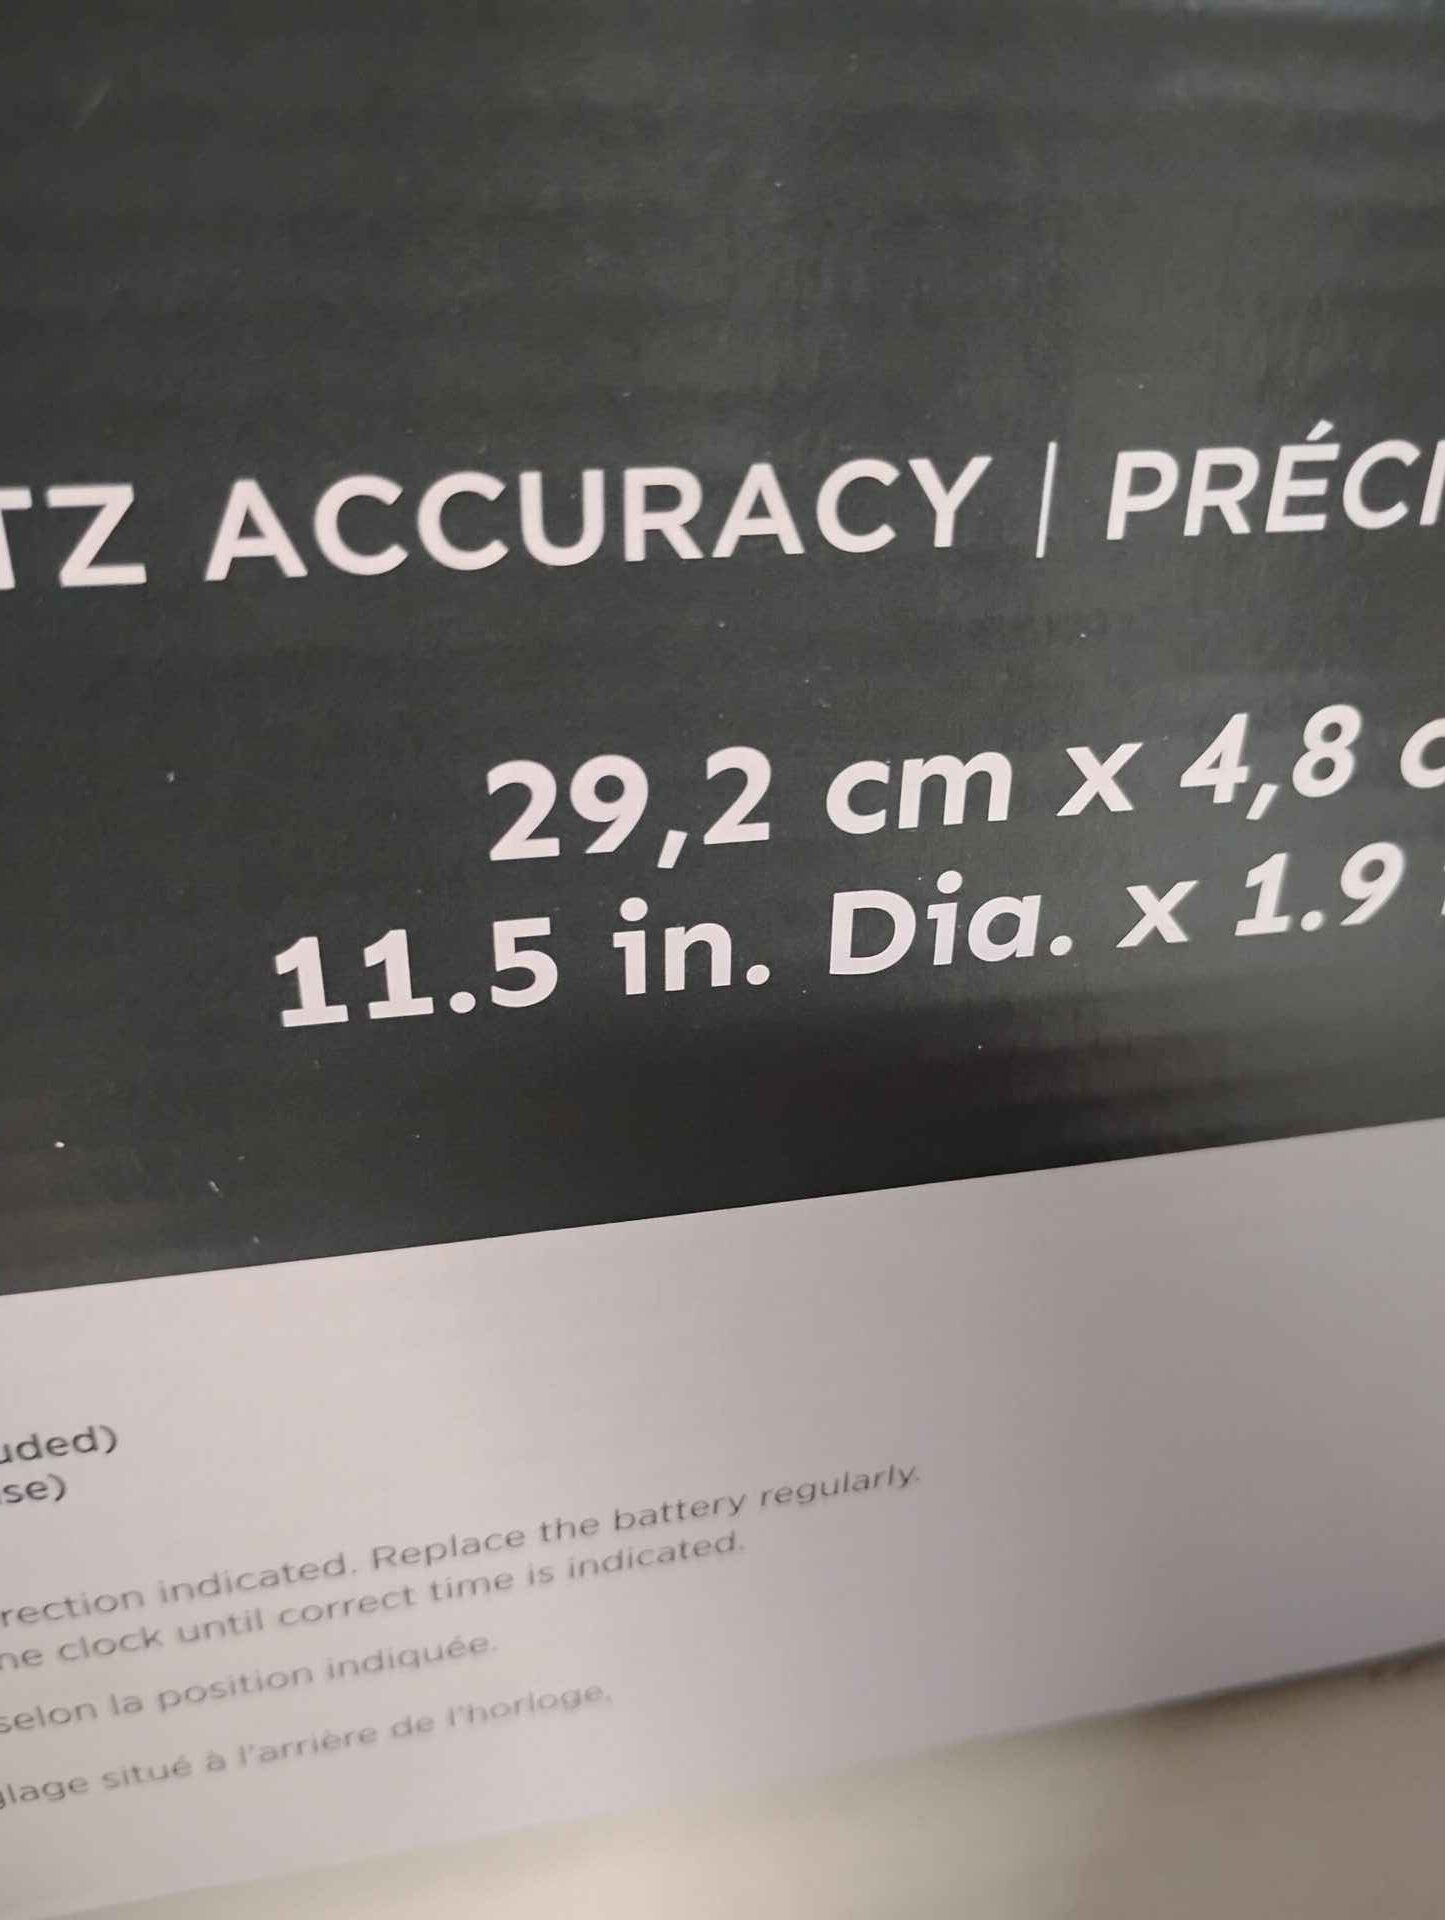 TZ ACCURACY | PRÉCI
29,2 cm x 4,8 c
11.5 in. Dia. x 1.9
uded)
se)
rection indicated. Replace the battery regularly.
ne clock until correct time is indicated.
selon la position indiquée.
glage situé à l'arrière de l'horloge,